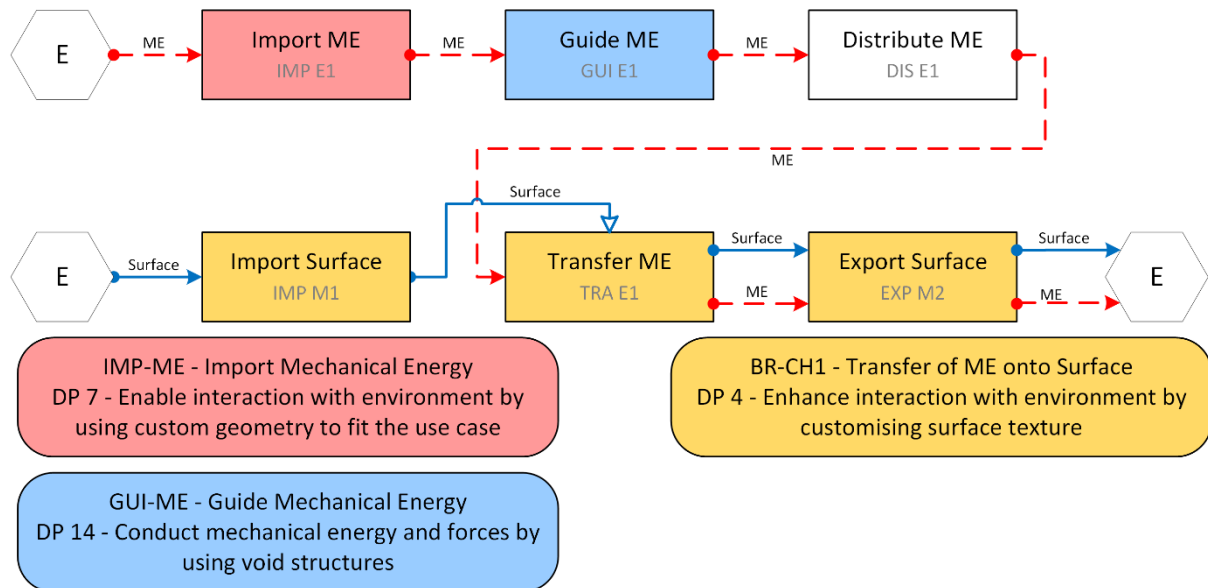 E
ME
Import ME
IMP E1
ME
Guide ME
GUI E1
ME
Distribute ME
DIS E1
ME
E
Surface
Import Surface
IMP M1
Surface
Transfer ME
TRA E1
Surface
ME
Export Surface
EXP M2
Surface
ME
E
IMP-ME - Import Mechanical Energy
DP 7 - Enable interaction with environment by
using custom geometry to fit the use case
BR-CH1 - Transfer of ME onto Surface
DP 4 - Enhance interaction with environment by
customising surface texture
GUI-ME - Guide Mechanical Energy
DP 14 - Conduct mechanical energy and forces by
using void structures